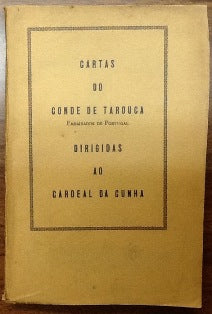 CARTAS
DO
CONDE DE TAROUCA
EMBAIXADOR DE PORTUGAL
DIRIGIDAS
AO
CARDEAL DA CUNHA